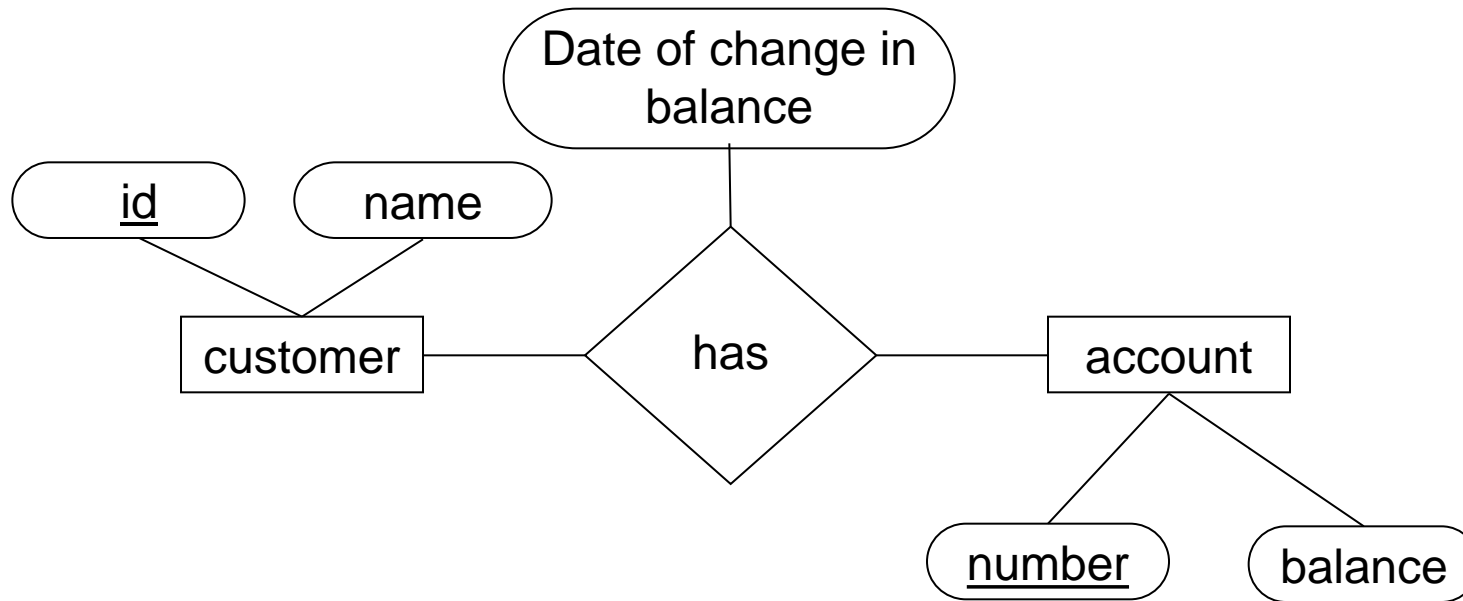 Date of change in
balance
id
name
customer
has
account
number
balance